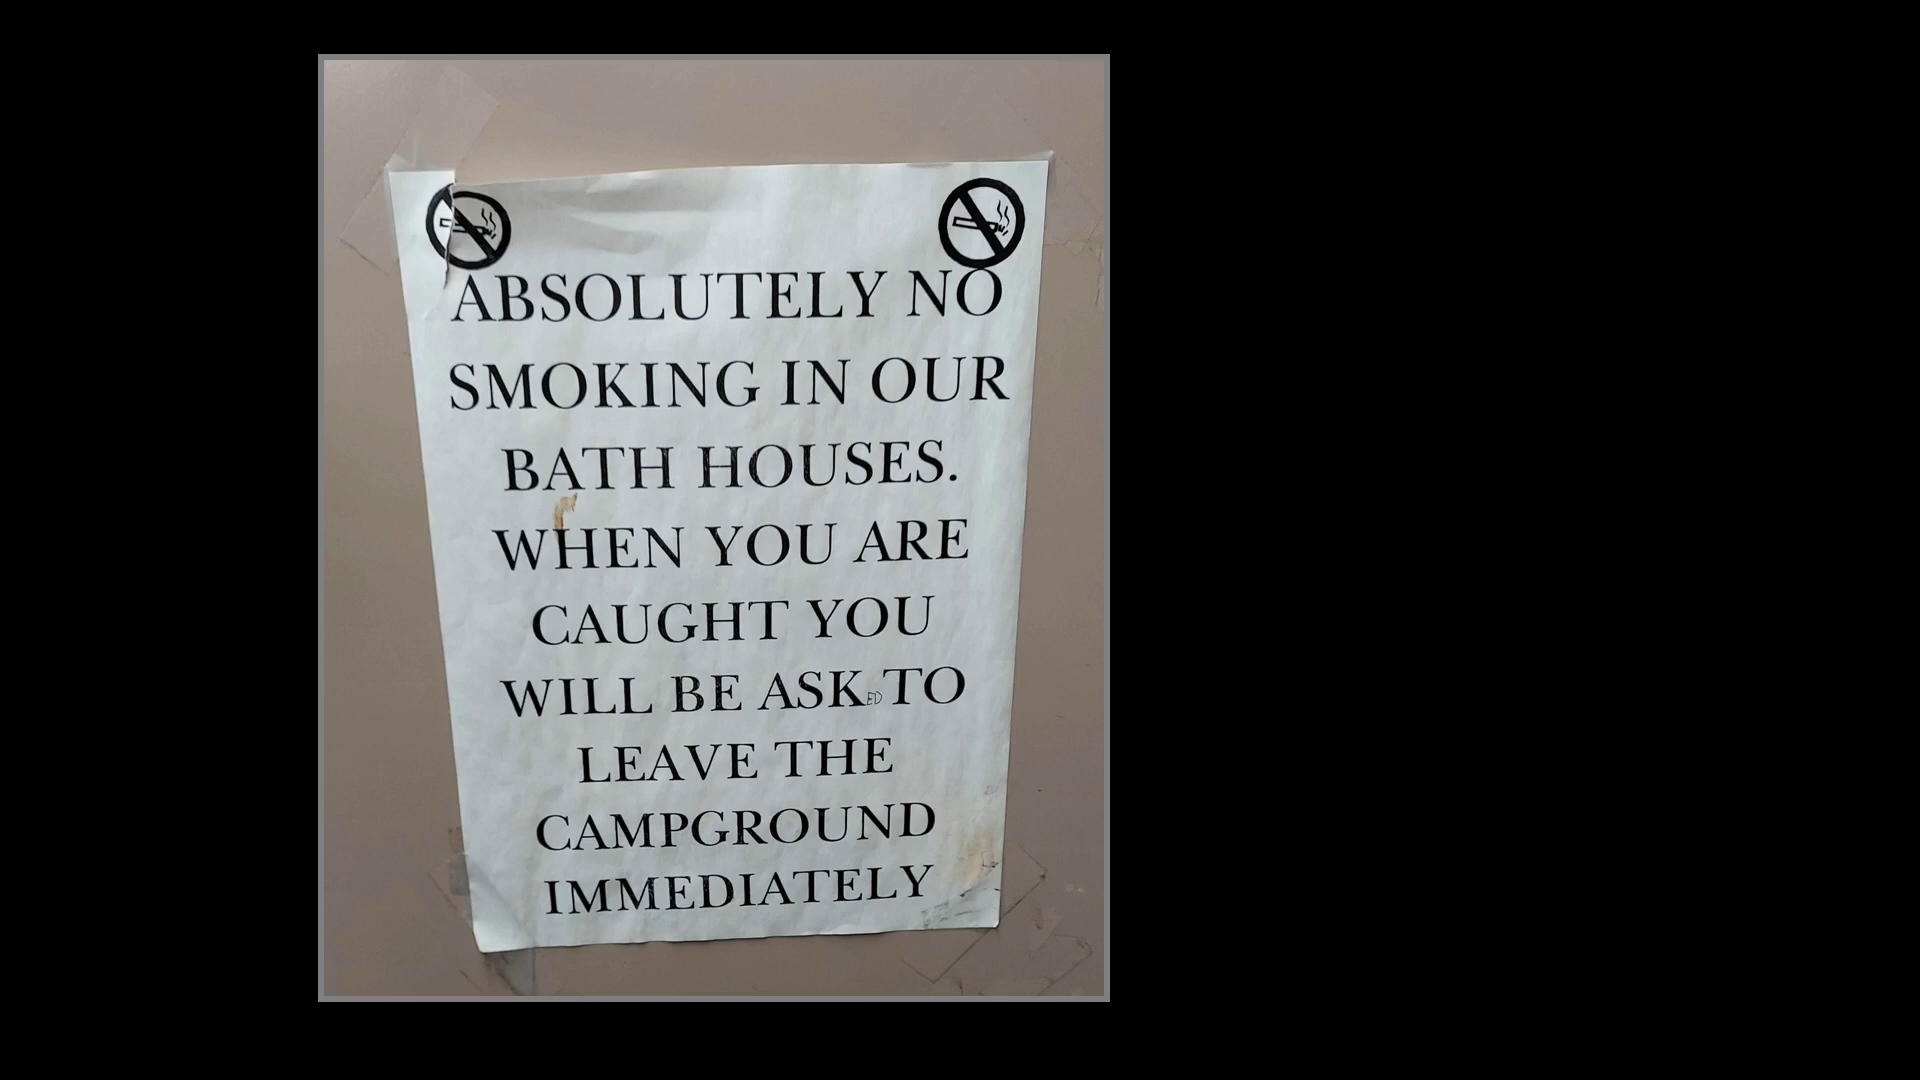 ABSOLUTELY NO
SMOKING IN OUR
BATH HOUSES.
WHEN YOU ARE
CAUGHT YOU
WILL BE ASKED TO
LEAVE THE
CAMPGROUND
IMMEDIATELY